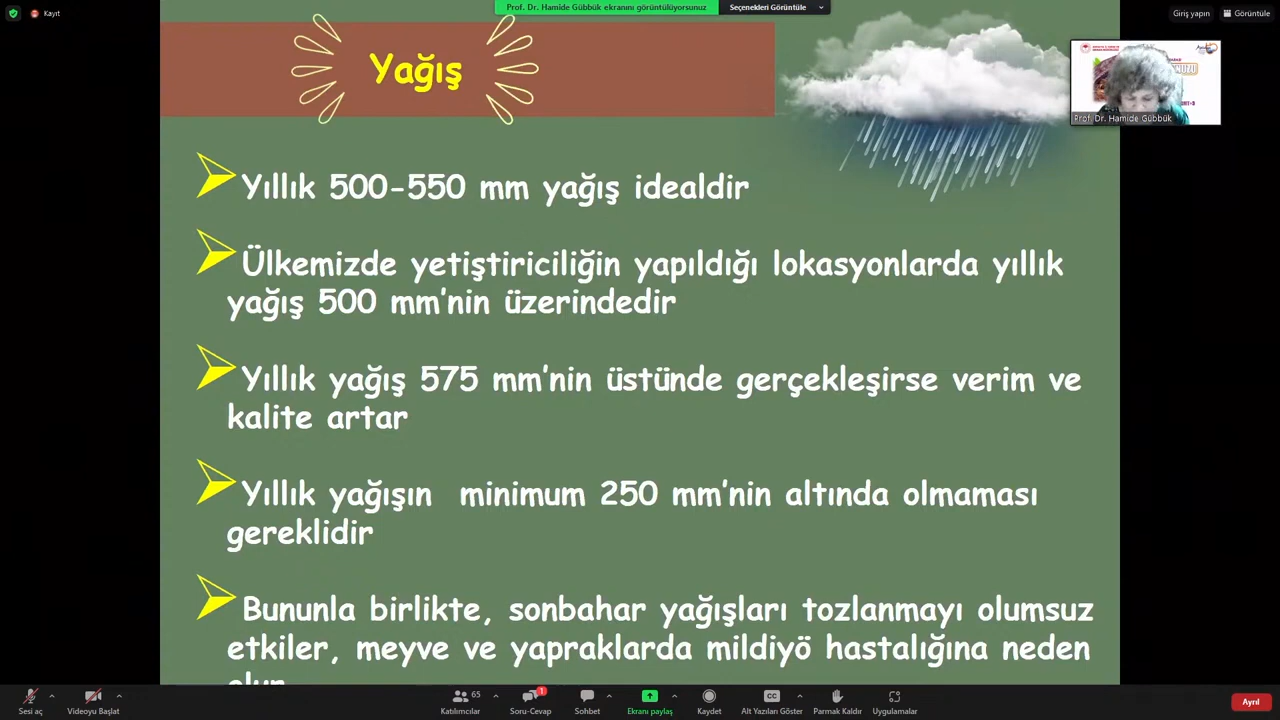 Prof. Dr. Hamide Gübbük ekranını görüntülüyorsunuz
Seçenekleri Görüntüle
Kayıt
Giriş yapın
Görüntüle
Yağış
Prof. Dr. Hamide Gübbük
Yıllık 500-550 mm yağış idealdir
Ülkemizde yetiştiriciliğin yapıldığı lokasyonlarda yıllık
yağış 500 mm'nin üzerindedir
Yıllık yağış 575 mm'nin üstünde gerçekleşirse verim ve
kalite artar
Yıllık yağışın minimum 250 mm'nin altında olmaması
gereklidir
Bununla birlikte, sonbahar yağışları tozlanmayı olumsuz
etkiler, meyve ve yapraklarda mildiyö hastalığına neden
olur
Sesi aç
Videoyu Başlat
65
Katılımcılar
1
Soru-Cevap
Sohbet
Ekranı paylaş
Kaydet
Alt Yazıları Göster
Parmak Kaldır
Uygulamalar
Ayrıl